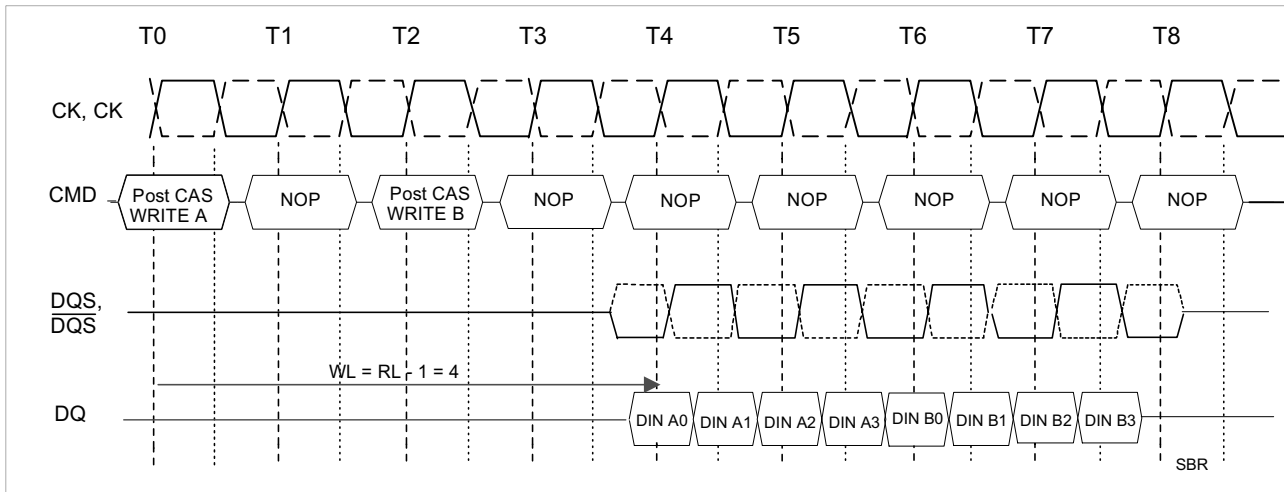 T0 T1 T2 T3 T4 T5 T6 T7 T8
CK, CK
CMD
Post CAS
WRITE A
NOP
Post CAS
WRITE B
NOP
NOP
NOP
NOP
NOP
NOP
DQS,
DQS
WL = RL - 1 = 4
DQ
DIN A0 DIN A1 DIN A2 DIN A3 DIN B0 DIN B1 DIN B2 DIN B3
SBR